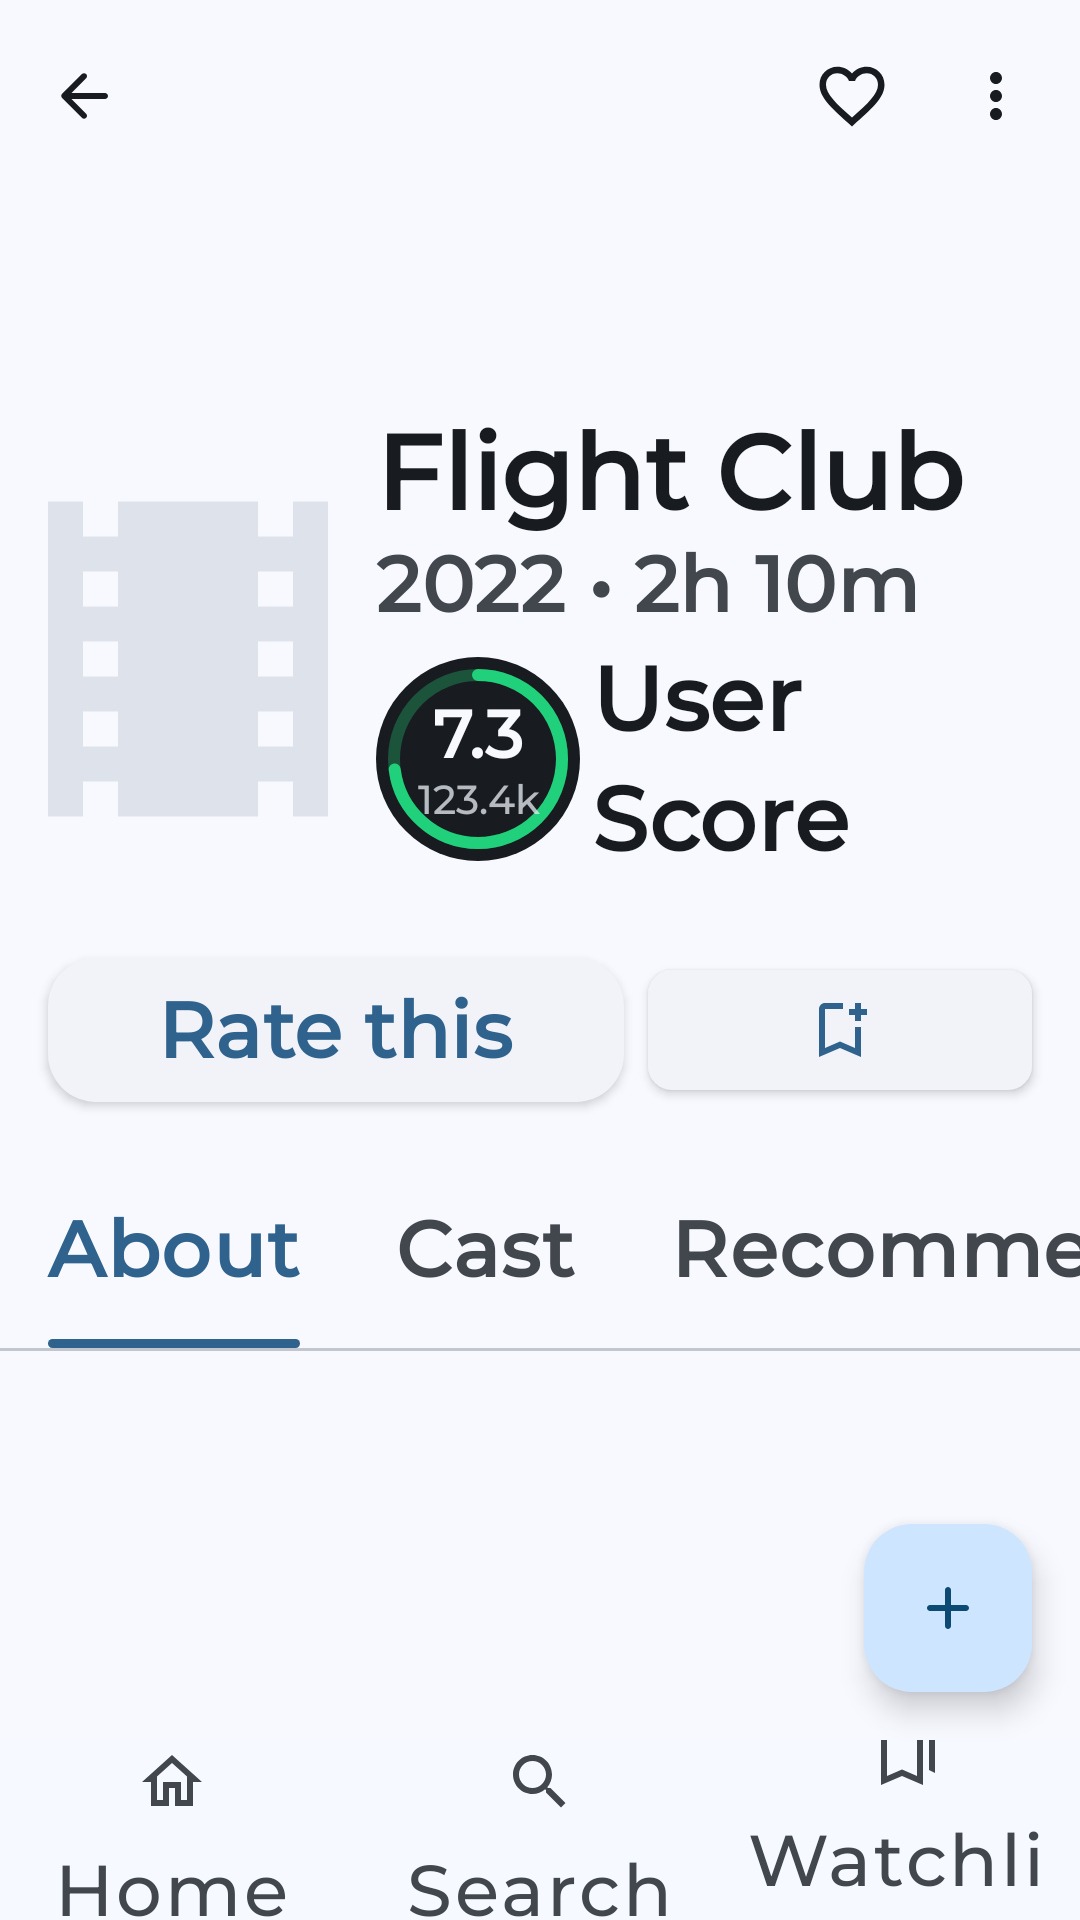 Flight Club
2022 • 2h 10m
7.3
123.4k
User
Score
Rate this
About Cast Recomme
Home Search Watchli